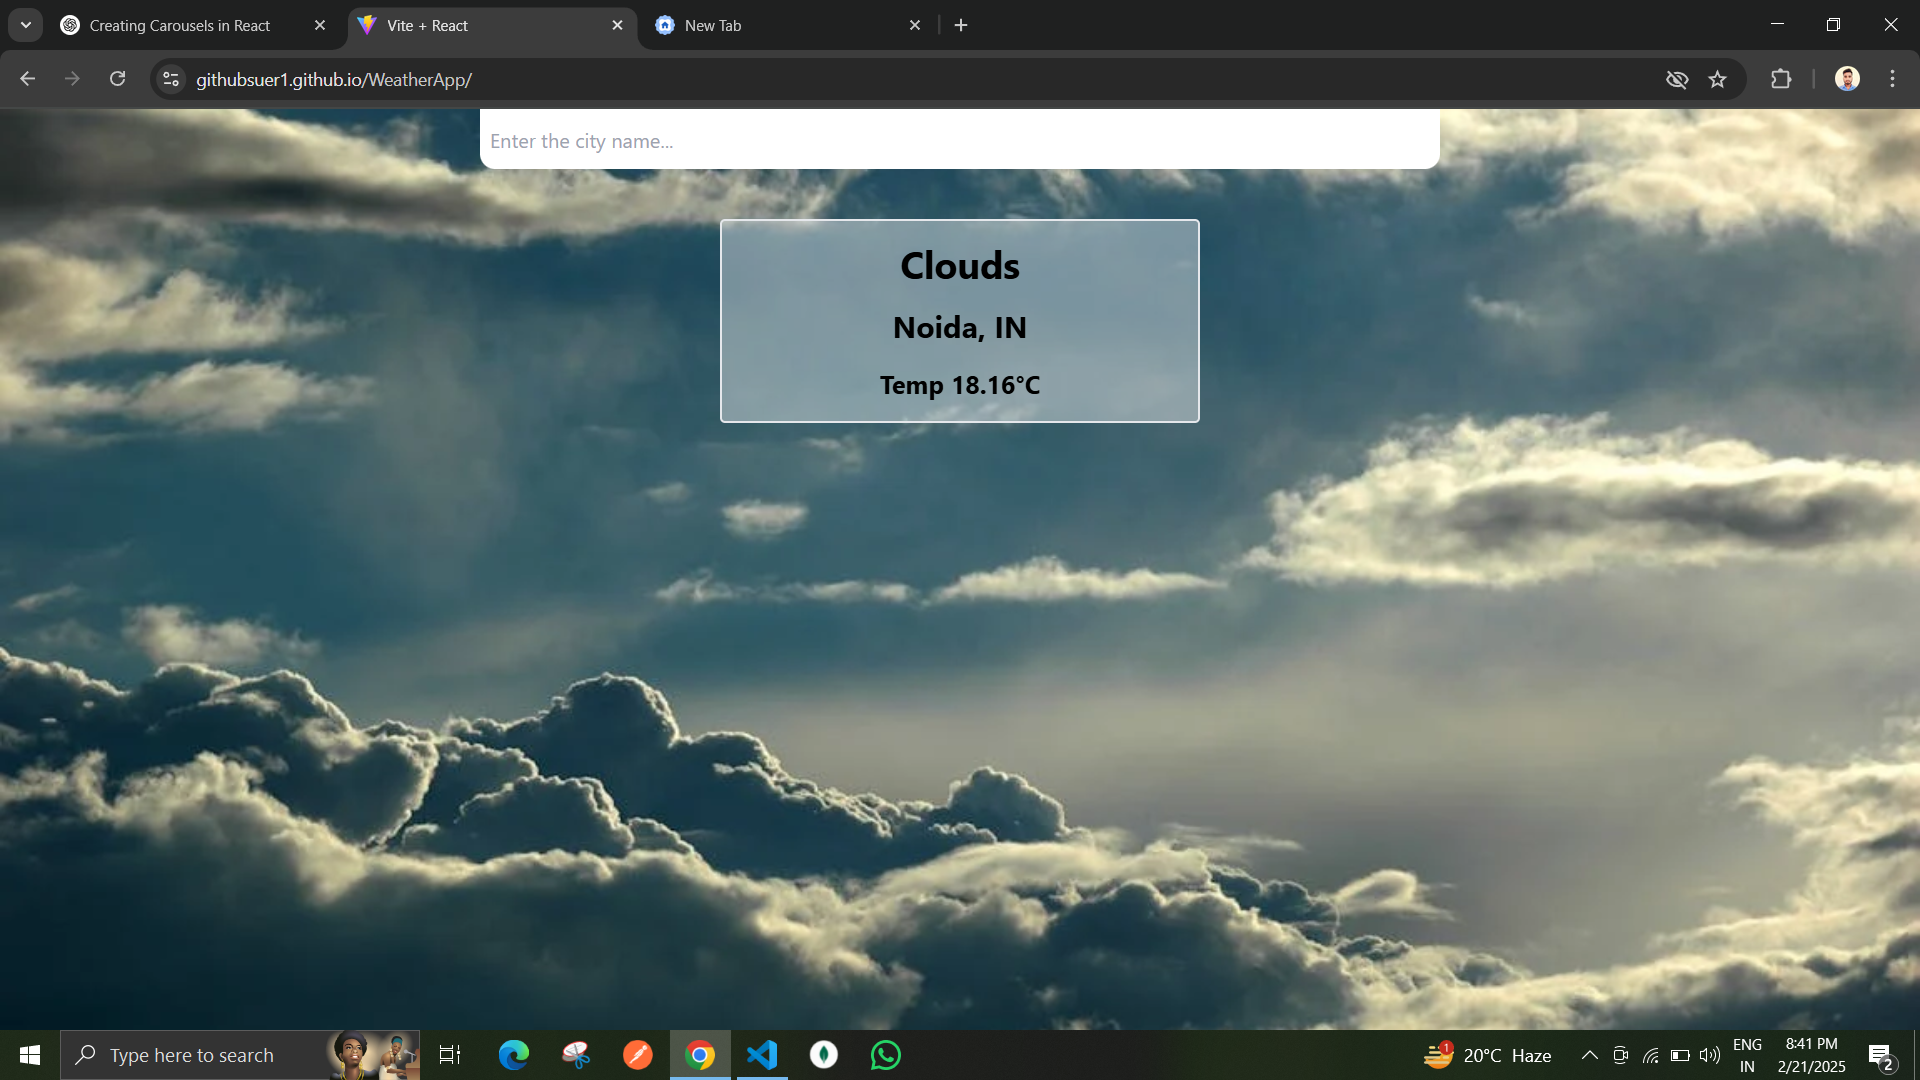 Creating Carousels in React
Vite + React
New Tab
githubsuer1.github.io/WeatherApp/
Enter the city name...
Clouds
Noida, IN
Temp 18.16°C
Type here to search
1
20°C Haze
ENG
IN
8:41 PM
2/21/2025
2